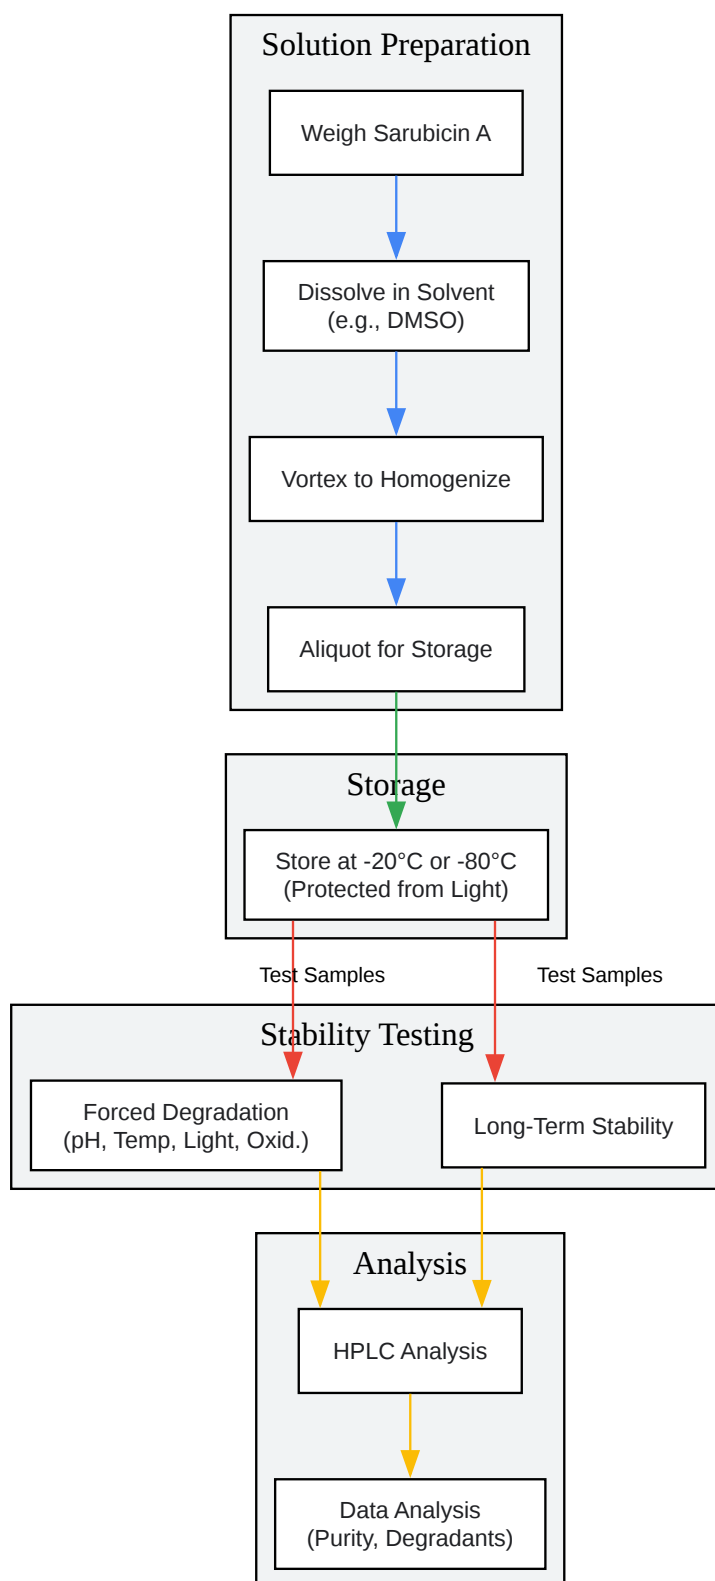 Solution Preparation
Weigh Sarubicin A
Dissolve in Solvent
(e.g., DMSO)
Vortex to Homogenize
Aliquot for Storage
Storage
Store at -20°C or -80°C
(Protected from Light)
Test Samples
Test Samples
Stability Testing
Forced Degradation
(pH, Temp, Light, Oxid.)
Long-Term Stability
Analysis
HPLC Analysis
Data Analysis
(Purity, Degradants)